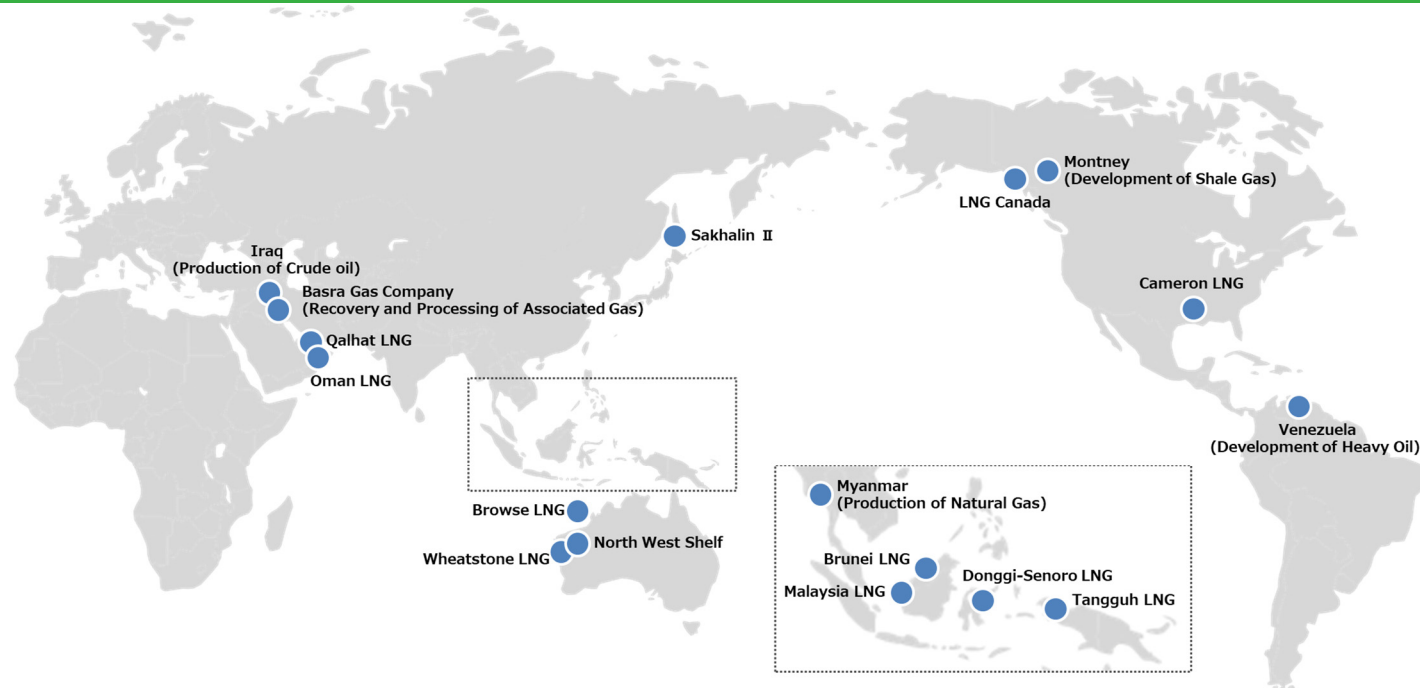 Montney
(Development of Shale Gas)
LNG Canada
Sakhalin Ⅱ
Iraq
(Production of Crude oil)
Basra Gas Company
(Recovery and Processing of Associated Gas)
Cameron LNG
Qalhat LNG
Oman LNG
Venezuela
(Development of Heavy Oil)
Browse LNG
North West Shelf
Wheatstone LNG
Myanmar
(Production of Natural Gas)
Brunei LNG
Donggi-Senoro LNG
Malaysia LNG
Tangguh LNG